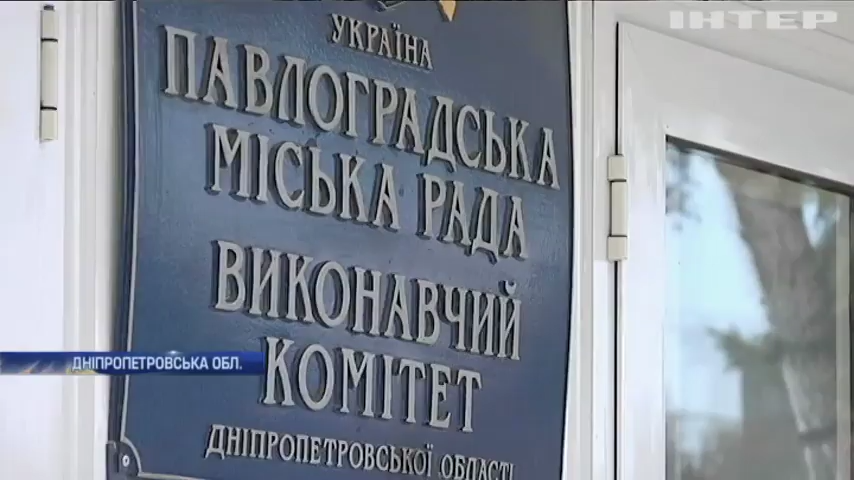 ІНТЕР
УКРАЇНА
ПАВЛОГРАДСЬКА
МІСЬКА РАДА
ВИКОНАВЧИЙ
КОМІТЕТ
ДНІПРОПЕТРОВСЬКОЇ ОБЛАСТІ
ДНІПРОПЕТРОВСЬКА ОБЛ.